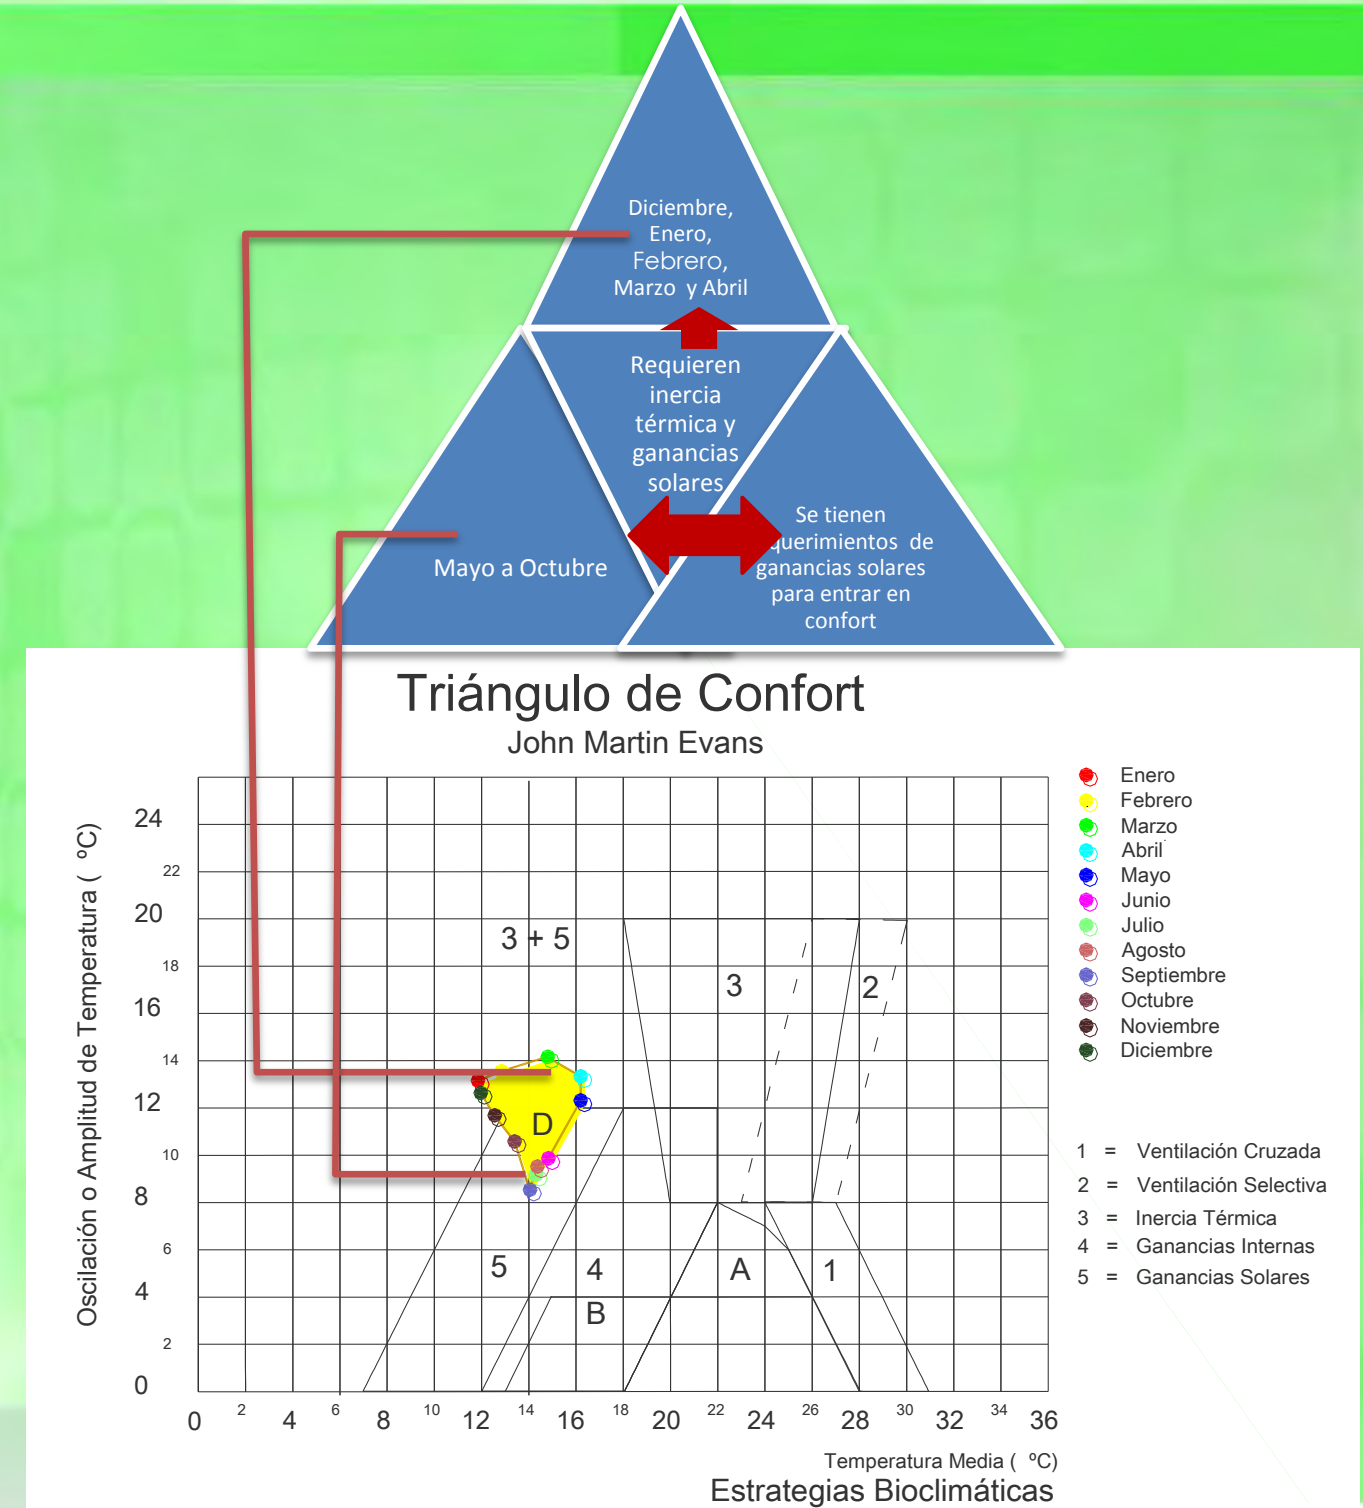 Diciembre,
Enero,
Febrero,
Marzo y Abril
Requieren
inercia
térmica y
ganancias
solares
Mayo a Octubre
Se tienen
querimientos de
ganancias solares
para entrar en
confort
Triángulo de Confort
John Martin Evans
Oscilación o Amplitud de Temperatura ( ºC)
24
22
20
18
16
14
12
10
8
6
4
2
0
3 + 5
3
2
D
5
4
B
A
1
0 2 4 6 8 10 12 14 16 18 20 22 24 26 28 30 32 34 36
Temperatura Media ( ºC)
Estrategias Bioclimáticas
Enero
Febrero
Marzo
Abril
Mayo
Junio
Julio
Agosto
Septiembre
Octubre
Noviembre
Diciembre
1 = Ventilación Cruzada
2 = Ventilación Selectiva
3 = Inercia Térmica
4 = Ganancias Internas
5 = Ganancias Solares